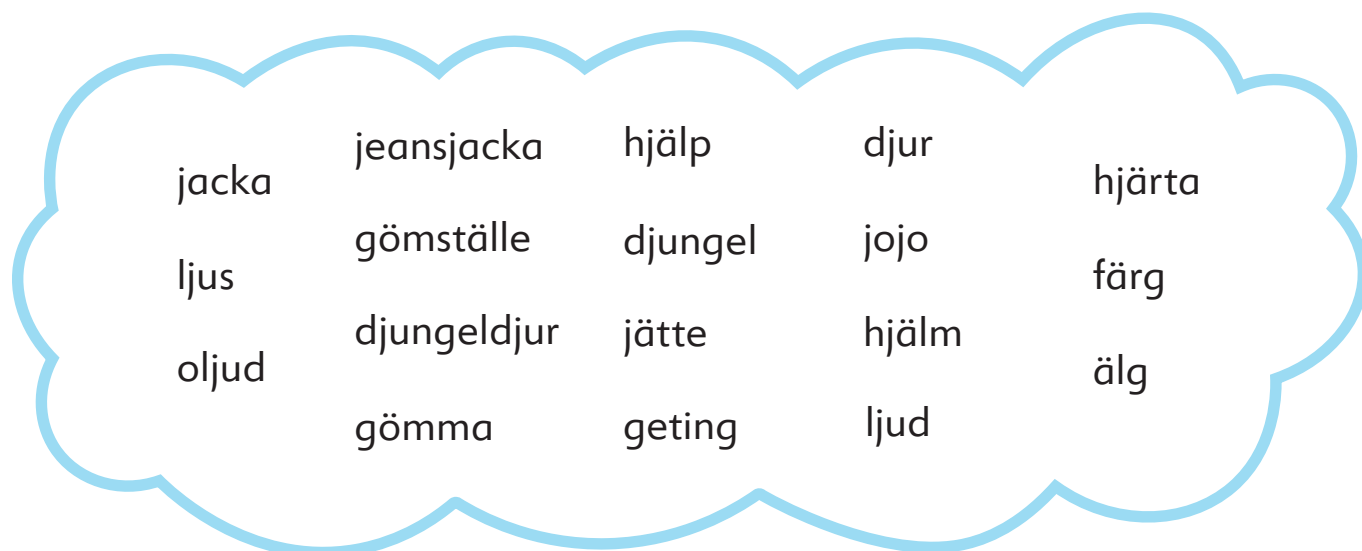 jacka
ljus
oljud
jeansjacka
gömställe
djungeldjur
gömma
hjälp
djungel
jätte
geting
djur
jojo
hjälm
ljud
hjärta
färg
älg